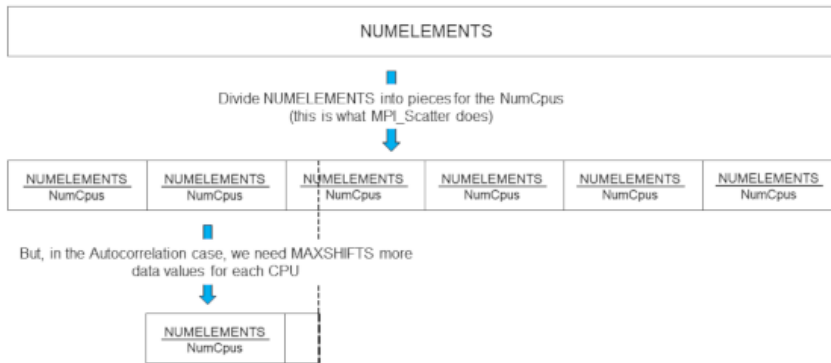 NUMELEMENTS
Divide NUMELEMENTS into pieces for the NumCpus
(this is what MPI_Scatter does)
NUMELEMENTS NUMELEMENTS NUMELEMENTS NUMELEMENTS NUMELEMENTS NUMELEMENTS
NumCpus NumCpus NumCpus NumCpus NumCpus NumCpus
But, in the Autocorrelation case, we need MAXSHIFTS more
data values for each CPU
NUMELEMENTS
NumCpus